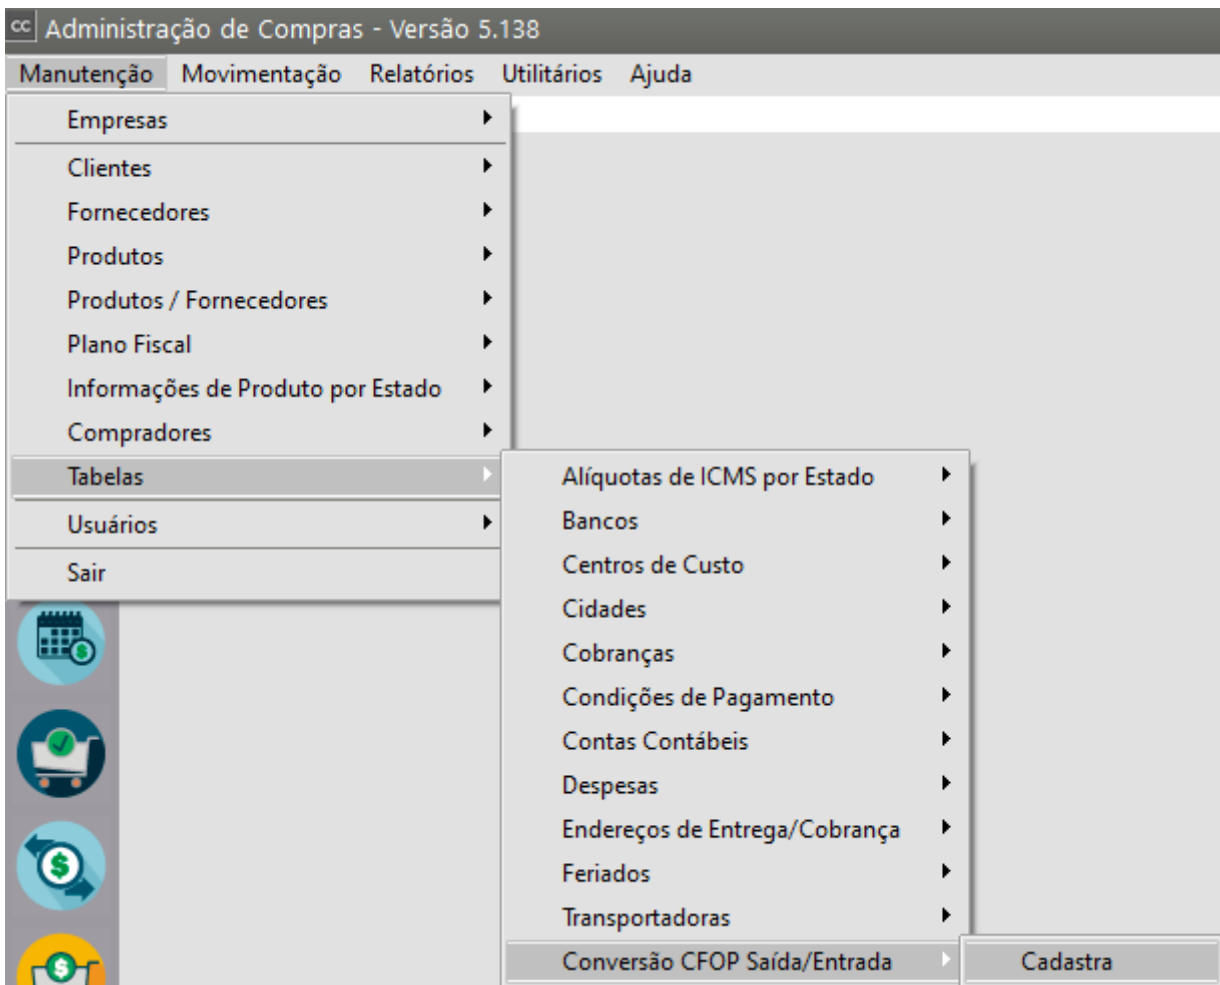 cc Administração de Compras - Versão 5.138
Manutenção Movimentação Relatórios Utilitários Ajuda
Empresas
Clientes
Fornecedores
Produtos
Produtos / Fornecedores
Plano Fiscal
Informações de Produto por Estado
Compradores
Tabelas
Usuários
Sair
Alíquotas de ICMS por Estado
Bancos
Centros de Custo
Cidades
Cobranças
Condições de Pagamento
Contas Contábeis
Despesas
Endereços de Entrega/Cobrança
Feriados
Transportadoras
Conversão CFOP Saída/Entrada
Cadastra